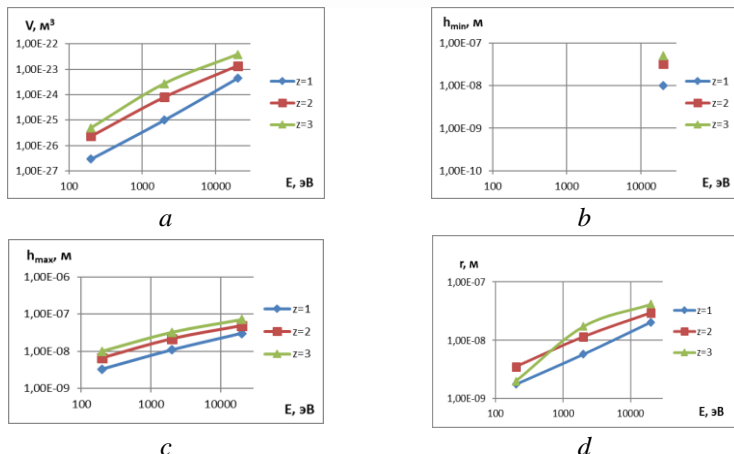 V, м³
1,00E-22
1,00E-23
1,00E-24
1,00E-25
1,00E-26
1,00E-27
100 1000 10000
E, эВ
z=1
z=2
z=3
a
hmin, м
1,00E-07
1,00E-08
1,00E-09
1,00E-10
100 1000 10000
E, эВ
z=1
z=2
z=3
b
hmax, м
1,00E-06
1,00E-07
1,00E-08
1,00E-09
100 1000 10000
E, эВ
z=1
z=2
z=3
c
r, м
1,00E-07
1,00E-08
1,00E-09
100 1000 10000
E, эВ
z=1
z=2
z=3
d